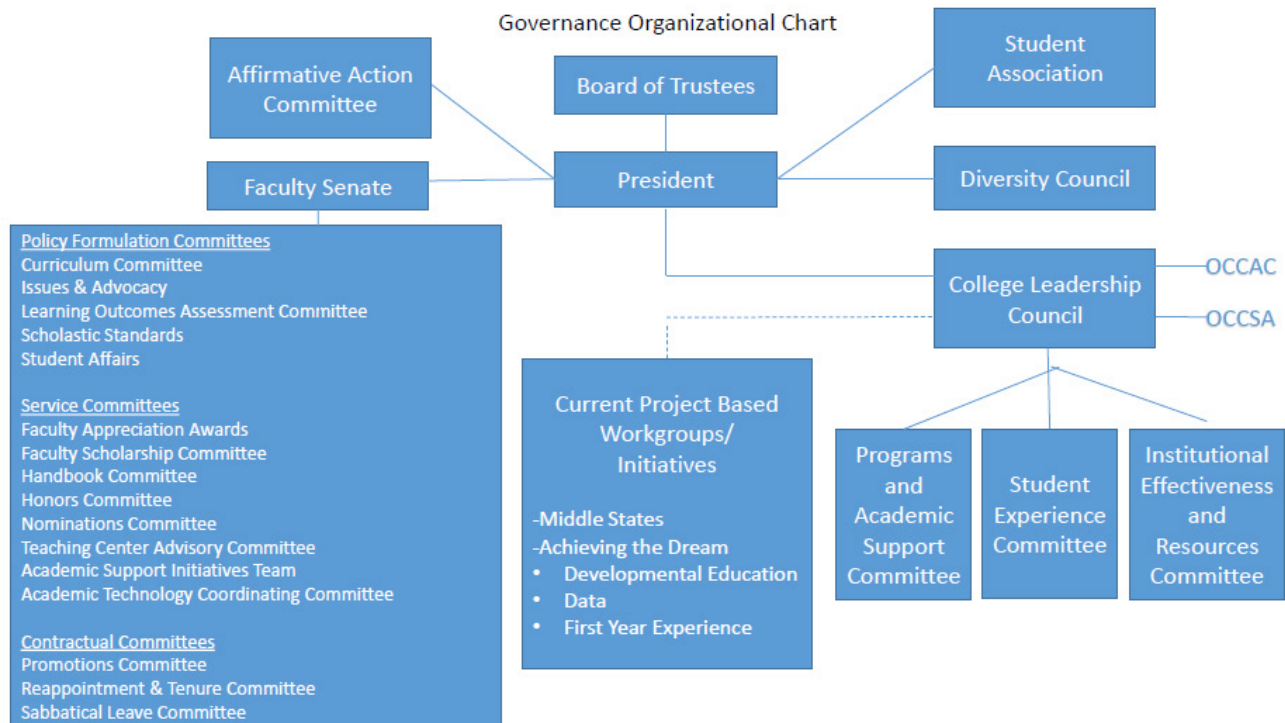 Governance Organizational Chart
Affirmative Action
Committee
Board of Trustees
Student
Association
Faculty Senate
President
Diversity Council
Policy Formulation Committees
Curriculum Committee
Issues & Advocacy
Learning Outcomes Assessment Committee
Scholastic Standards
Student Affairs
Service Committees
Faculty Appreciation Awards
Faculty Scholarship Committee
Handbook Committee
Honors Committee
Nominations Committee
Teaching Center Advisory Committee
Academic Support Initiatives Team
Academic Technology Coordinating Committee
Contractual Committees
Promotions Committee
Reappointment & Tenure Committee
Sabbatical Leave Committee
College Leadership
Council
OCCAC
OCCSA
Current Project Based
Workgroups/
Initiatives
-Middle States
-Achieving the Dream
• Developmental Education
• Data
• First Year Experience
Programs
and
Academic
Support
Committee
Student
Experience
Committee
Institutional
Effectiveness
and
Resources
Committee